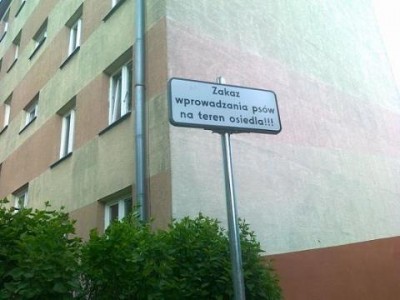 Zakaz
wprowadzania psów
na teren osiedla!!!